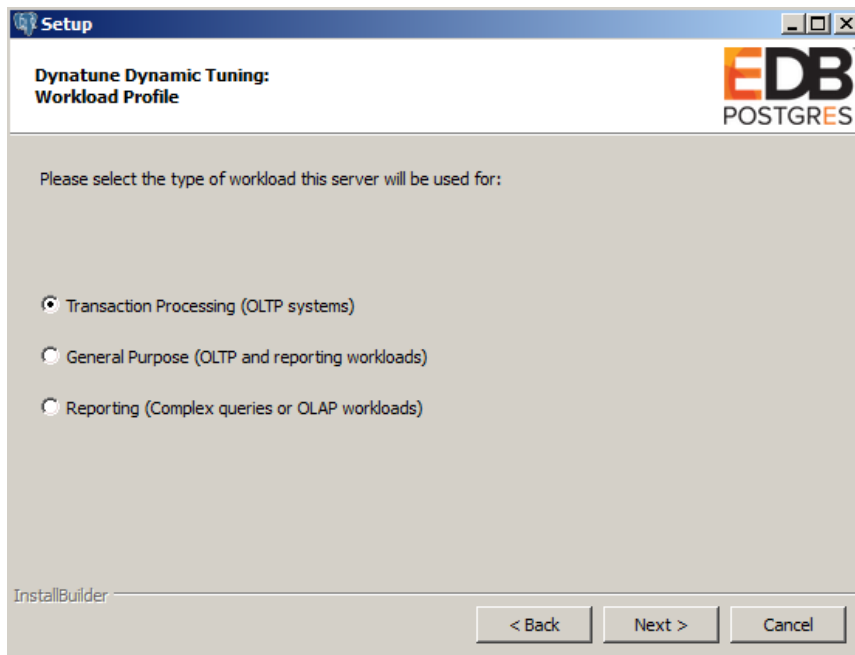 Setup
Dynatune Dynamic Tuning:
Workload Profile
EDB
POSTGRES
Please select the type of workload this server will be used for:
Transaction Processing (OLTP systems)
General Purpose (OLTP and reporting workloads)
Reporting (Complex queries or OLAP workloads)
InstallBuilder
< Back
Next >
Cancel